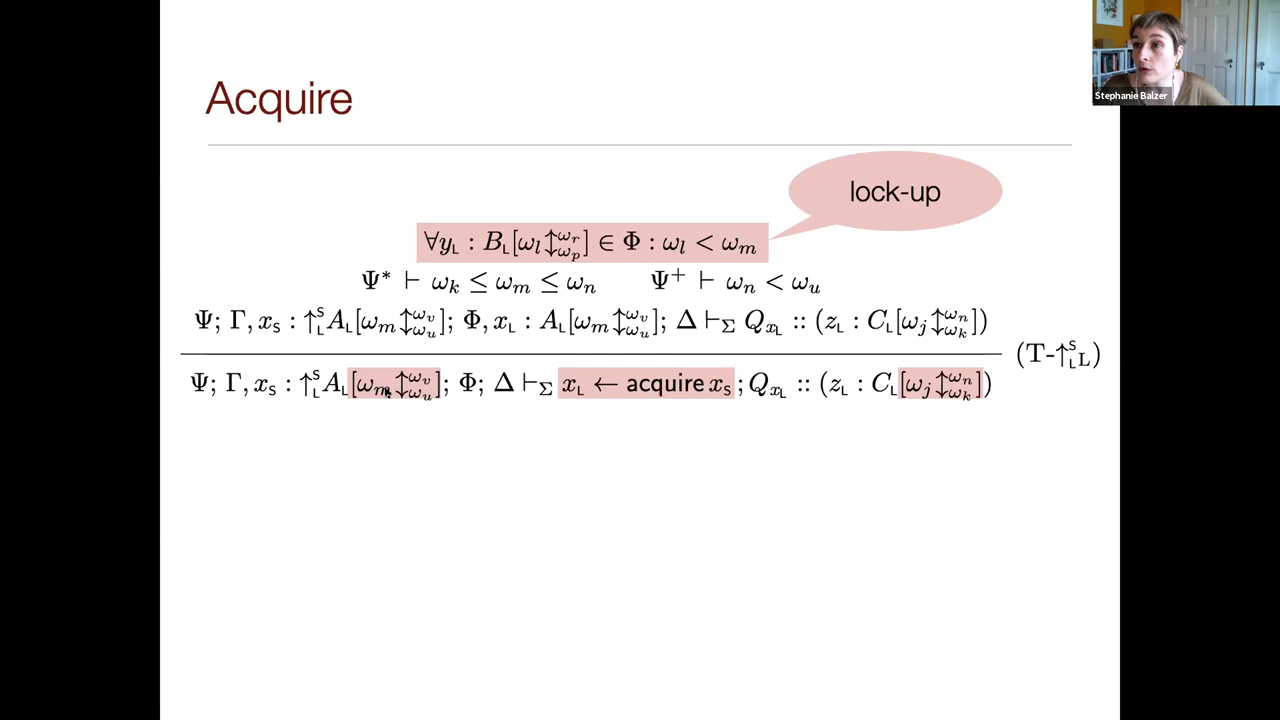 Stephanie Balzer
Acquire
lock-up
∀y_L : B_L[ω_l ↕^{ω_r}_{ω_p}] ∈ Φ : ω_l < ω_m
Ψ* ⊢ ω_k ≤ ω_m ≤ ω_n    Ψ⁺ ⊢ ω_n < ω_u
Ψ; Γ, x_S : ↑^S_L A_L[ω_m ↕^{ω_v}_{ω_u}]; Φ, x_L : A_L[ω_m ↕^{ω_v}_{ω_u}]; Δ ⊢_Σ Q_{x_L} :: (z_L : C_L[ω_j ↕^{ω_n}_{ω_k}])
(T-↑^S_L L)
Ψ; Γ, x_S : ↑^S_L A_L[ω_m ↕^{ω_v}_{ω_u}]; Φ; Δ ⊢_Σ x_L ← acquire x_S ; Q_{x_L} :: (z_L : C_L[ω_j ↕^{ω_n}_{ω_k}])